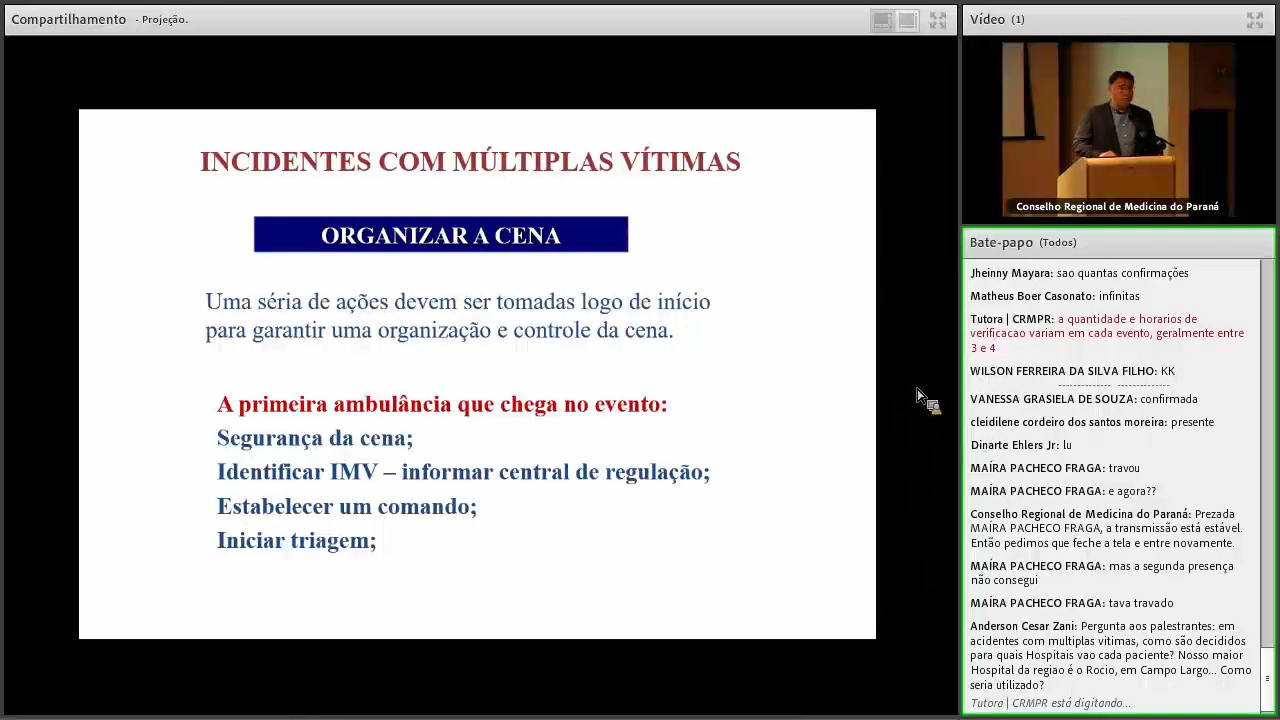 Compartilhamento - Projeção.
INCIDENTES COM MÚLTIPLAS VÍTIMAS
ORGANIZAR A CENA
Uma séria de ações devem ser tomadas logo de início
para garantir uma organização e controle da cena.
A primeira ambulância que chega no evento:
Segurança da cena;
Identificar IMV – informar central de regulação;
Estabelecer um comando;
Iniciar triagem;
Vídeo (1)
Conselho Regional de Medicina do Paraná
Bate-papo (Todos)
Jheinny Mayara: sao quantas confirmações
Matheus Boer Casonato: infinitas
Tutora | CRMPR: a quantidade e horarios de
verificacao variam em cada evento, geralmente entre
3 e 4
WILSON FERREIRA DA SILVA FILHO: KK
VANESSA GRASIELA DE SOUZA: confirmada
cleidilene cordeiro dos santos moreira: presente
Dinarte Ehlers Jr: lu
MAÍRA PACHECO FRAGA: travou
MAÍRA PACHECO FRAGA: e agora??
Conselho Regional de Medicina do Paraná: Prezada
MAÍRA PACHECO FRAGA, a transmissão está estável.
Então pedimos que feche a tela e entre novamente.
MAÍRA PACHECO FRAGA: mas a segunda presença
não consegui
MAÍRA PACHECO FRAGA: tava travado
Anderson Cesar Zani: Pergunta aos palestrantes: em
acidentes com multiplas vitimas, como são decididos
para quais Hospitais vao cada paciente? Nosso maior
Hospital da regiao é o Rocio, em Campo Largo... Como
seria utilizado?
Tutora | CRMPR está digitando...